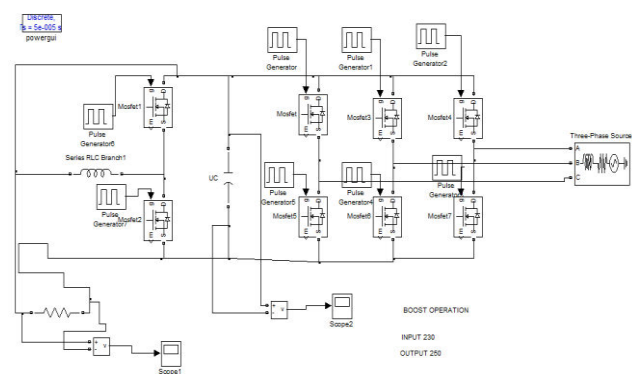 Discrete,
Ts = 5e-005 s
powergui
Pulse
Generator
Pulse
Generator1
Pulse
Generator2
Mosfet1
Mosfet
Mosfet3
Mosfet4
Pulse
Generator6
Series RLC Branch1
Three-Phase Source
A
B
C
UC
Pulse
Generator7
Mosfet2
Pulse
Generator5
Mosfet5
Pulse
Generator4
Mosfet6
Pulse
Mosfet7
Scope2
Scope1
BOOST OPERATION
INPUT 230
OUTPUT 250